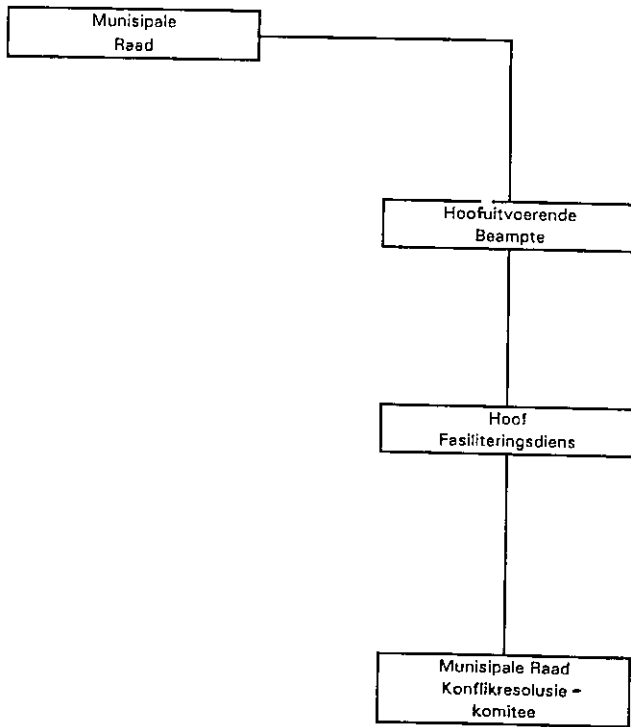 Munisipale
Raad
Hoofuitvoerende
Beampte
Hoof
Fasiliteringsdiens
Munisipale Raad
Konflikresolusie -
komitee